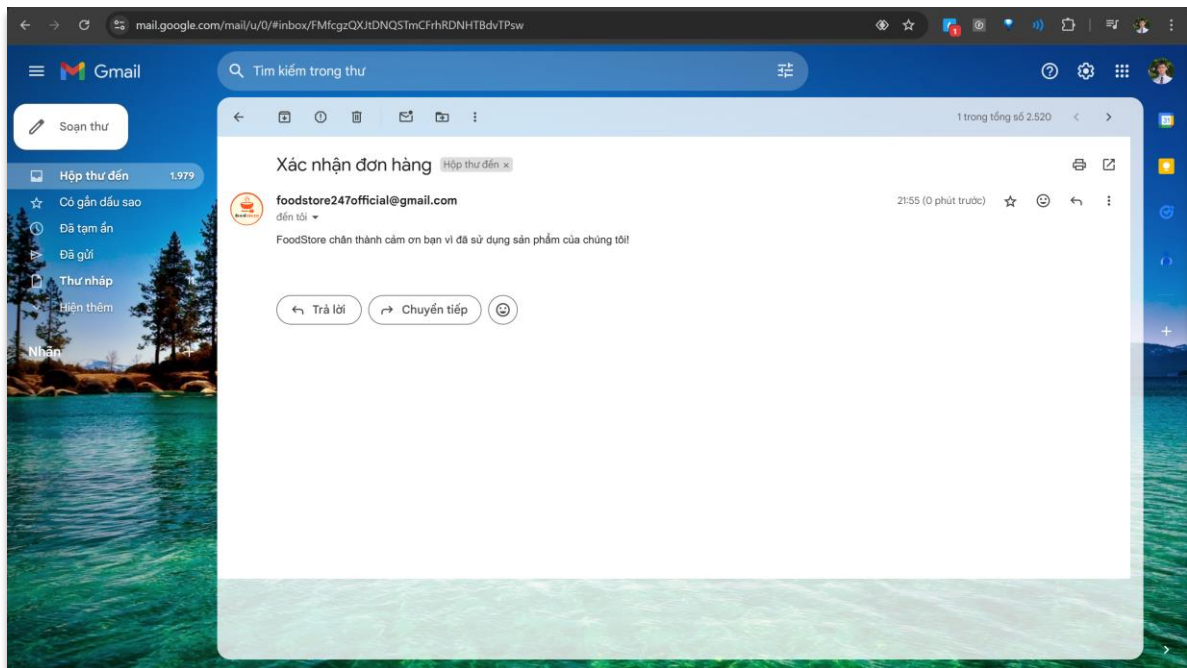 mail.google.com/mail/u/0/#inbox/FMfcgzQXJtDNQSTmCFrhRDNHTBdvTPsw
1
Gmail
Tìm kiếm trong thư
Soạn thư
1 trong tổng số 2.520
Hộp thư đến 1.979
Có gắn dấu sao
Đã tạm ẩn
Đã gửi
Thư nháp
Hiện thêm
Nhãn
Xác nhận đơn hàng Hộp thư đến ×
foodstore247official@gmail.com 21:55 (0 phút trước)
đến tôi
FoodStore chân thành cảm ơn bạn vì đã sử dụng sản phẩm của chúng tôi!
Trả lời Chuyển tiếp
31